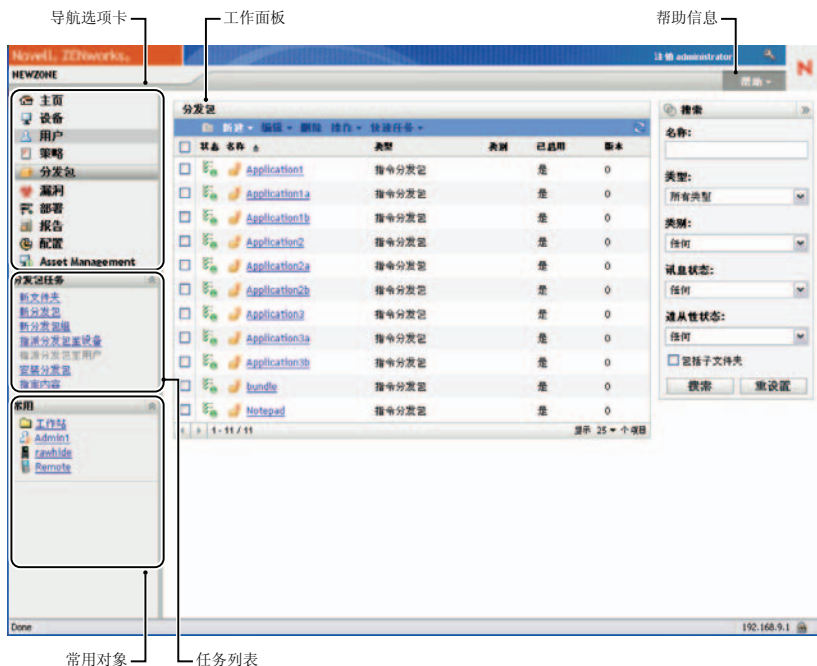 导航选项卡
工作面板
帮助信息
Novell® ZENworks®
注销 administrator
NEWZONE
帮助
主页
设备
用户
策略
分发包
漏洞
部署
报告
配置
Asset Management
分发包任务
新文件夹
新分发包
新分发包组
指派分发包至设备
指派分发包至用户
安装分发包
指定内容
常用
工作站
Admin1
rawhide
Remote
分发包
新建 编辑 删除 操作 快速任务
状态 名称 类型 类别 已启用 版本
Application1 指令分发包 是 0
Application1a 指令分发包 是 0
Application1b 指令分发包 是 0
Application2 指令分发包 是 0
Application2a 指令分发包 是 0
Application2b 指令分发包 是 0
Application3 指令分发包 是 0
Application3a 指令分发包 是 0
Application3b 指令分发包 是 0
bundle 指令分发包 是 0
Notepad 指令分发包 是 0
1 - 11 / 11
显示 25 个项目
搜索
名称:
类型:
所有类型
类别:
任何
讯息状态:
任何
遵从性状态:
任何
包括子文件夹
搜索 重设置
Done
192.168.9.1
常用对象
任务列表